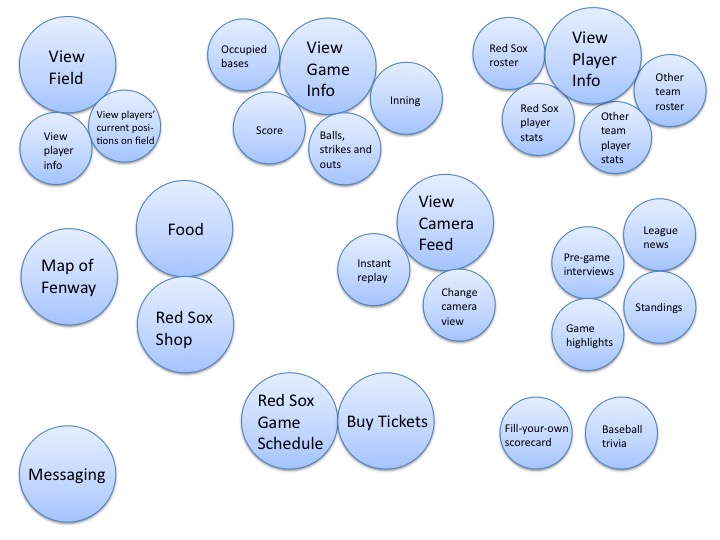 View
Field
View players'
current posi-
tions on field
View
player
info
Occupied
bases
View
Game
Info
Inning
Score
Balls,
strikes and
outs
Red Sox
roster
View
Player
Info
Other
team
roster
Red Sox
player
stats
Other
team
player
stats
Map of
Fenway
Food
Red Sox
Shop
View
Camera
Feed
Instant
replay
Change
camera
view
Pre-game
interviews
League
news
Game
highlights
Standings
Red Sox
Game
Schedule
Buy Tickets
Fill-your-own
scorecard
Baseball
trivia
Messaging